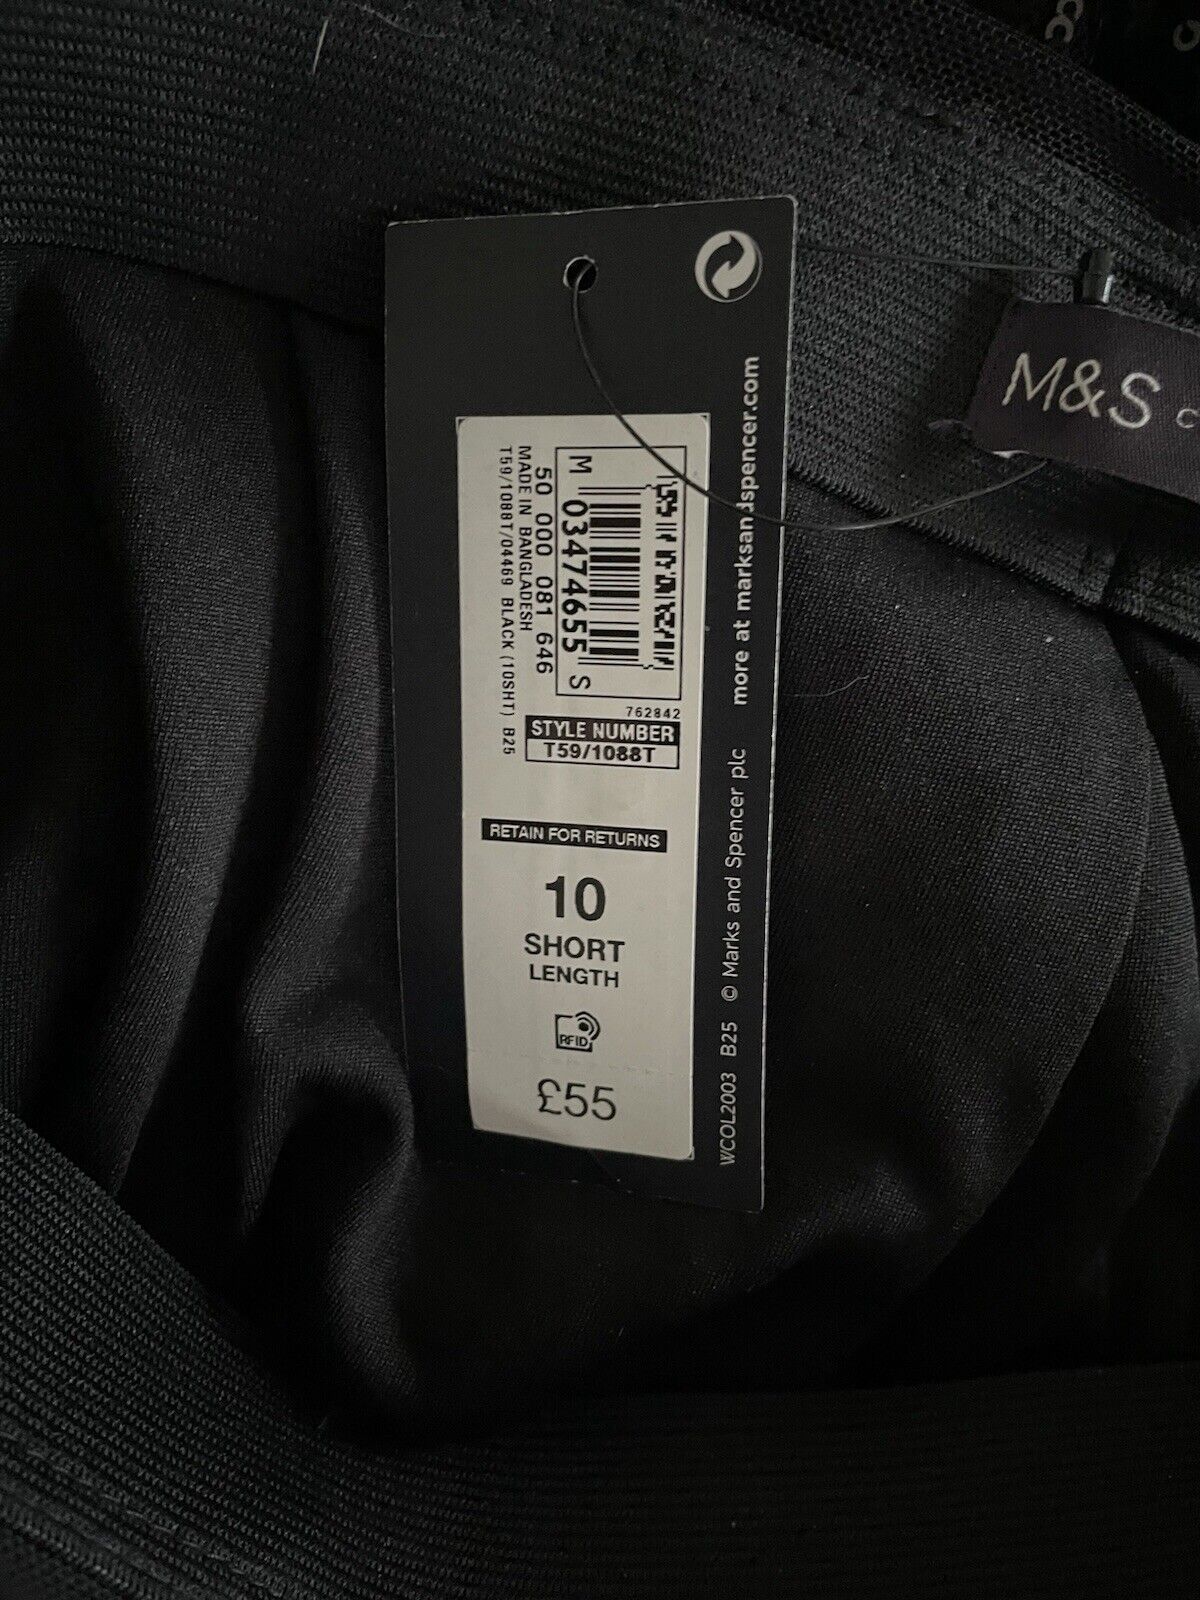 M&S C
M 03474655 S
50 000 081 646
MADE IN BANGLADESH
T59/1088T/04469 BLACK (10SHT) B25
762842
STYLE NUMBER
T59/1088T
RETAIN FOR RETURNS
10
SHORT
LENGTH
RFID
£55
WCOL2003 B25 © Marks and Spencer plc more at marksandspencer.com